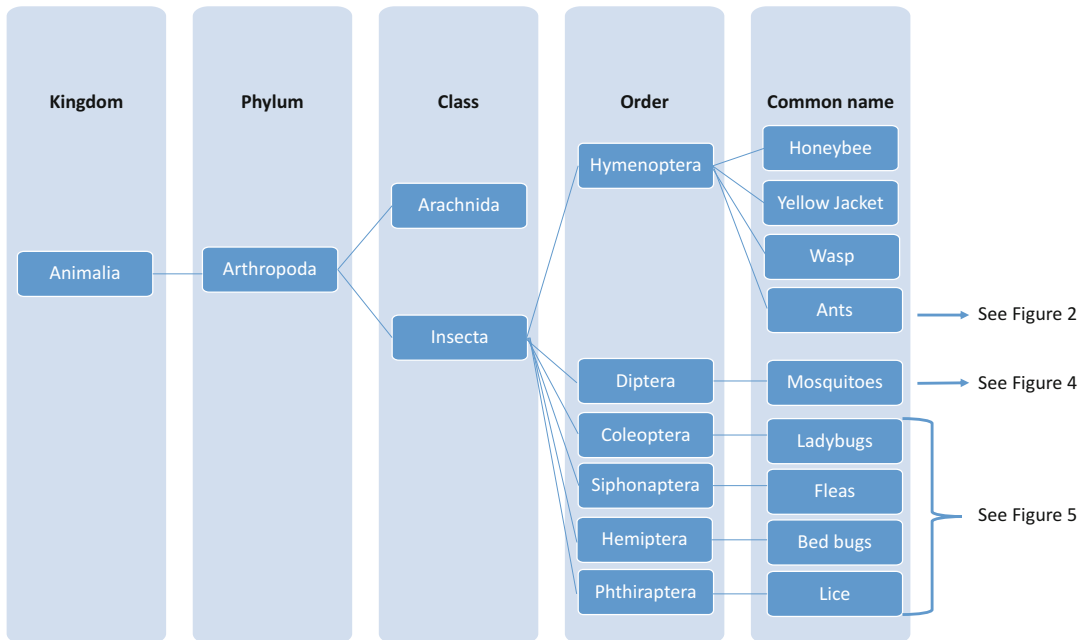 Kingdom
Phylum
Class
Order
Common name
Animalia
Arthropoda
Arachnida
Insecta
Hymenoptera
Diptera
Coleoptera
Siphonaptera
Hemiptera
Phthiraptera
Honeybee
Yellow Jacket
Wasp
Ants
Mosquitoes
Ladybugs
Fleas
Bed bugs
Lice
See Figure 2
See Figure 4
See Figure 5